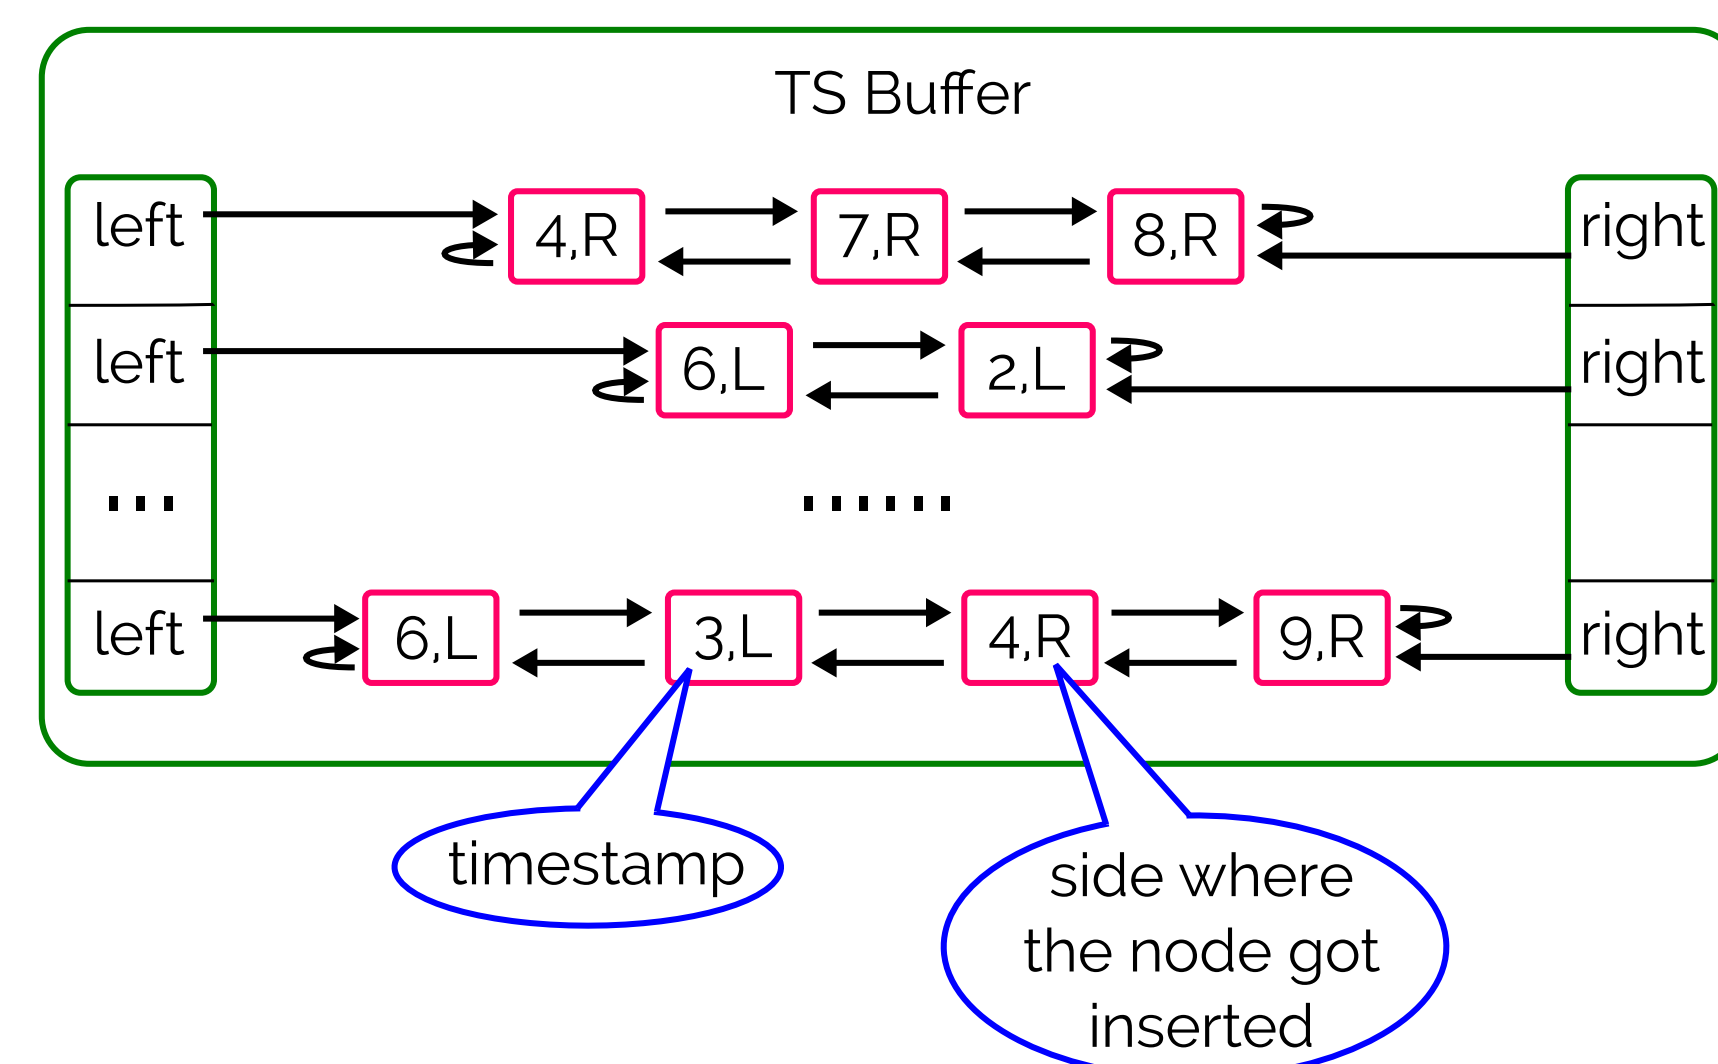 TS Buffer
left 4,R 7,R 8,R right
left 6,L 2,L right
... ......
left 6,L 3,L 4,R 9,R right
timestamp
side where
the node got
inserted